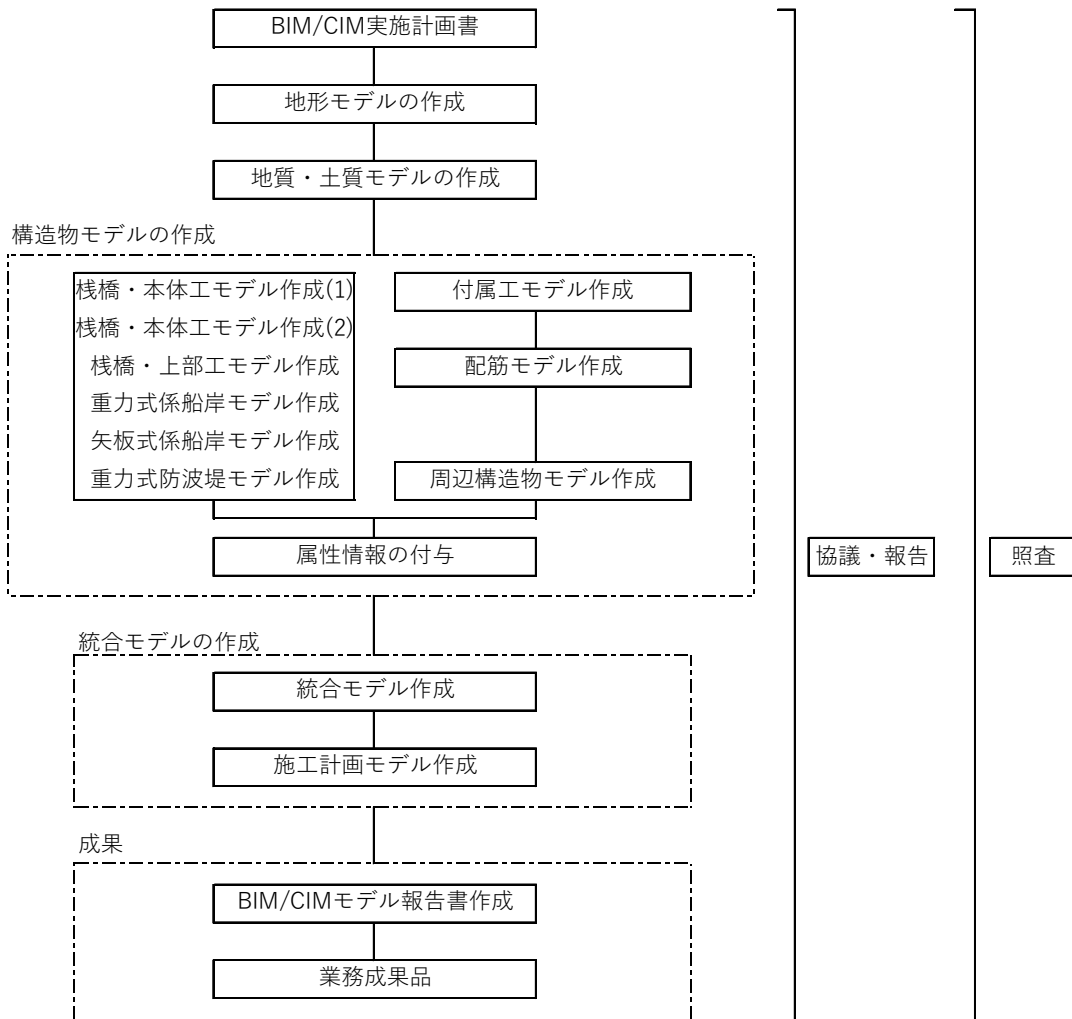 BIM/CIM実施計画書
地形モデルの作成
地質・土質モデルの作成
構造物モデルの作成
桟橋・本体工モデル作成(1)
桟橋・本体工モデル作成(2)
桟橋・上部工モデル作成
重力式係船岸モデル作成
矢板式係船岸モデル作成
重力式防波堤モデル作成
付属工モデル作成
配筋モデル作成
周辺構造物モデル作成
属性情報の付与
統合モデルの作成
統合モデル作成
施工計画モデル作成
成果
BIM/CIMモデル報告書作成
業務成果品
協議・報告
照査